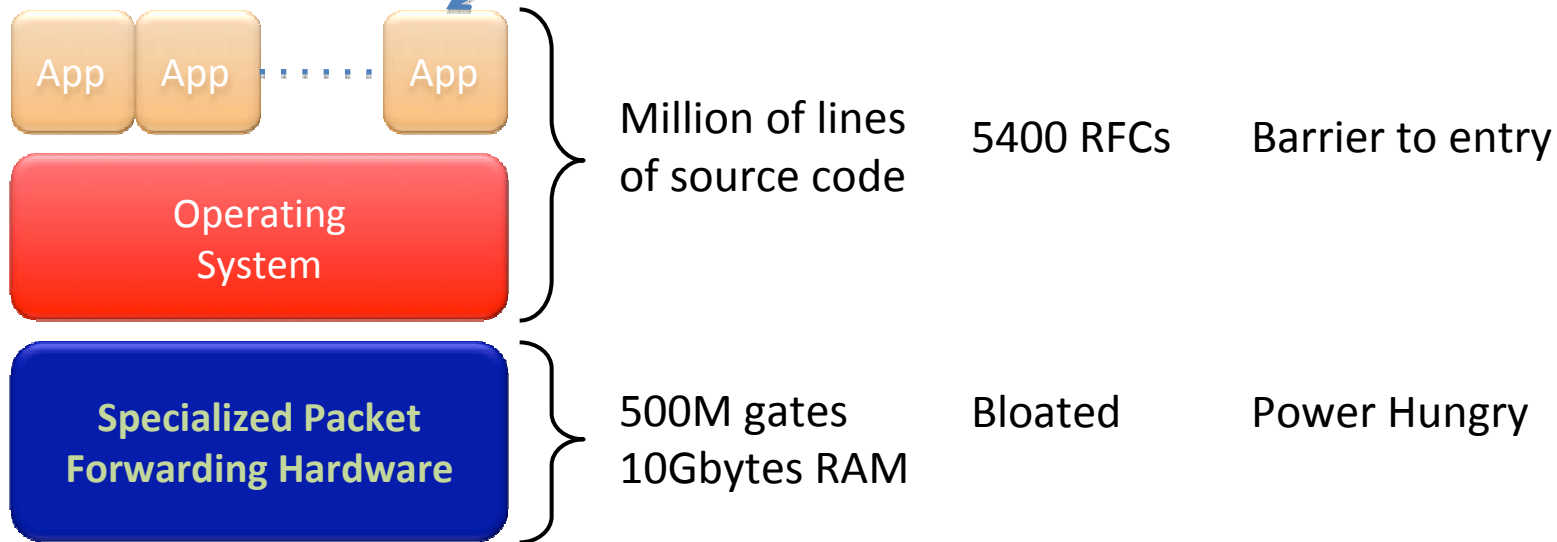 App App App
Million of lines
of source code
5400 RFCs
Barrier to entry
Operating
System
Specialized Packet
Forwarding Hardware
500M gates
10Gbytes RAM
Bloated
Power Hungry